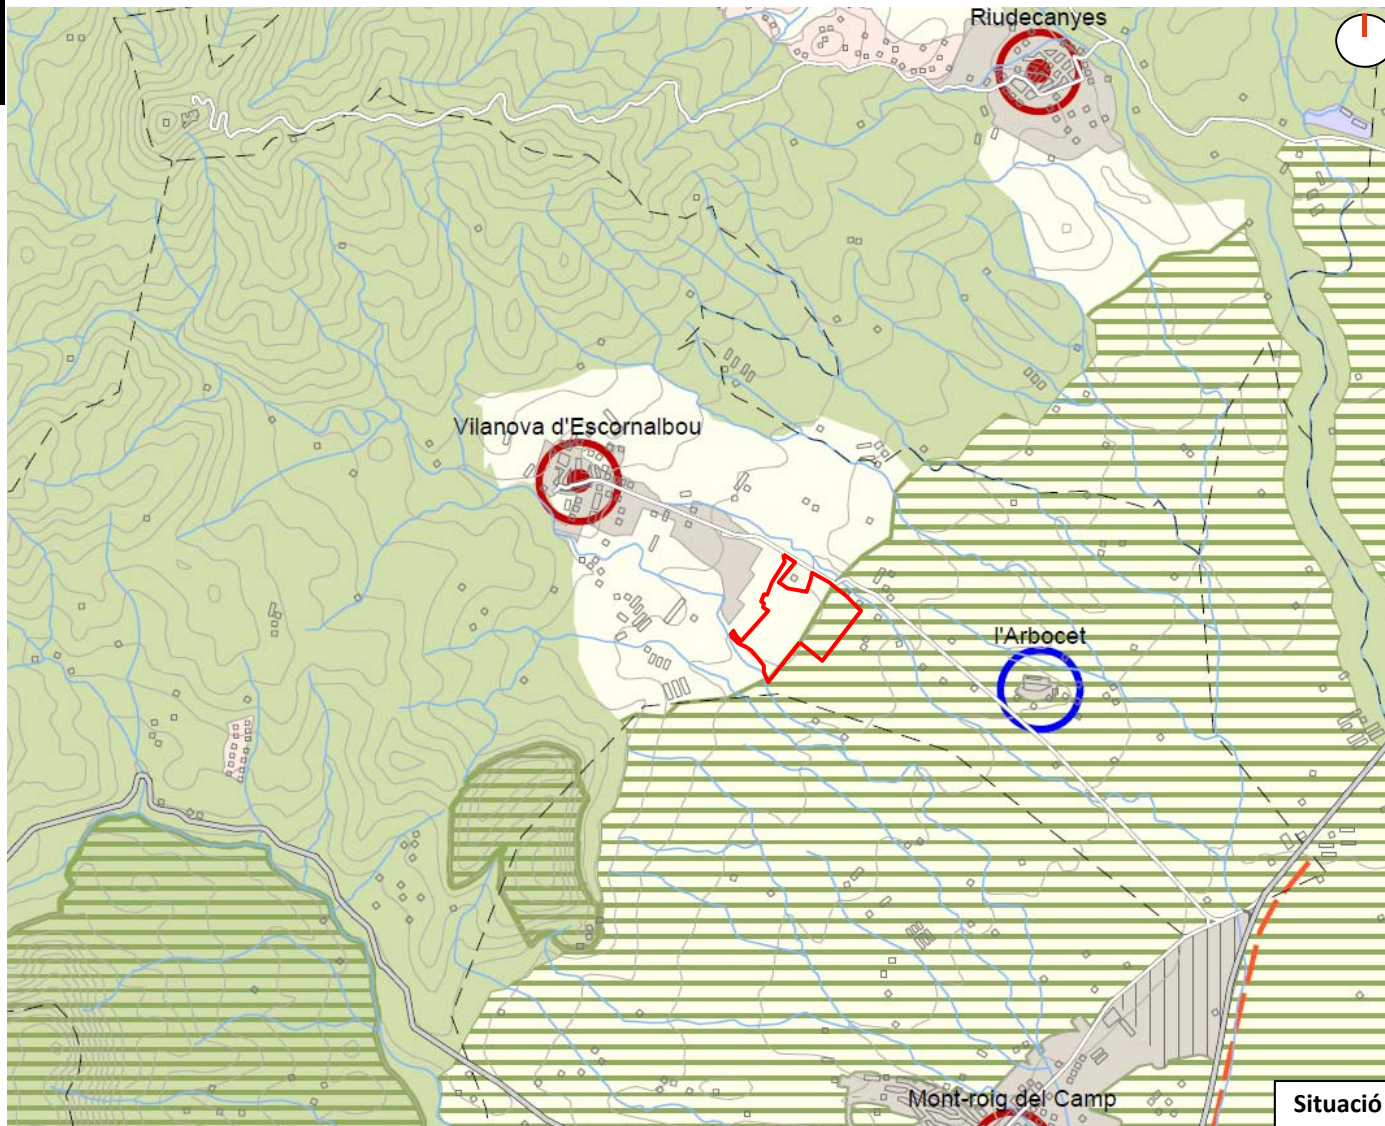 Riudecanyes
Vilanova d'Escornalbou
l'Arbocet
Mont-roig del Camp
Situació